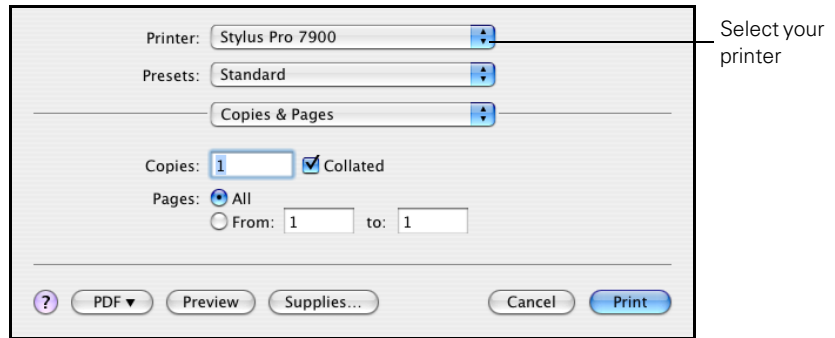 Printer: Stylus Pro 7900
Select your
printer
Presets: Standard
Copies & Pages
Copies: 1 Collated
Pages: All
From: 1 to: 1
? PDF Preview Supplies... Cancel Print